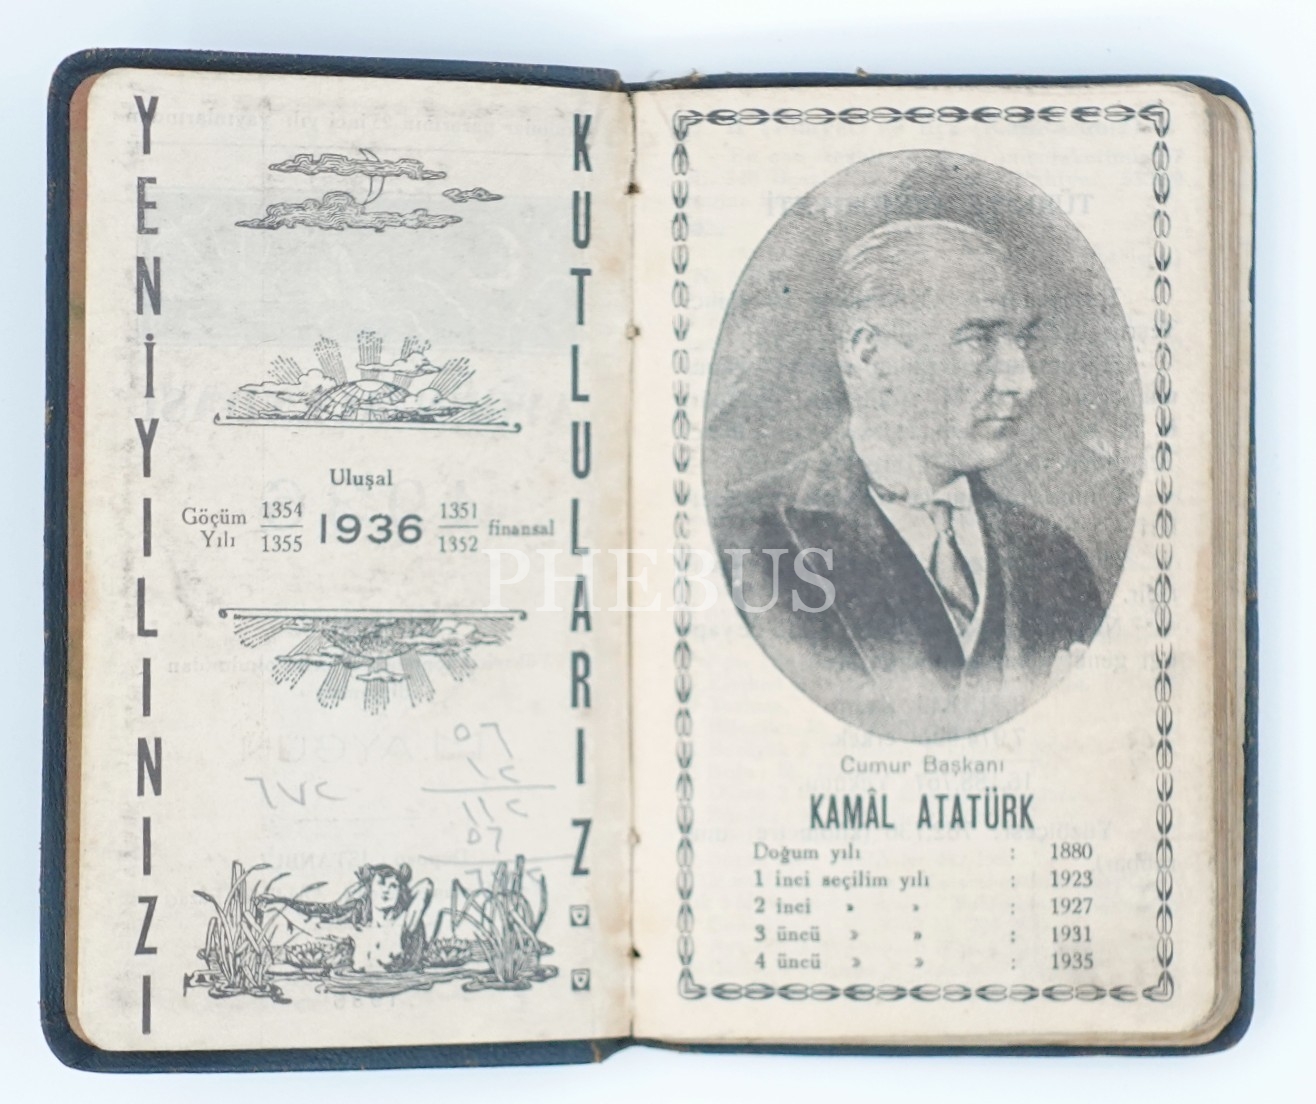 YENİ YILINIZI
KUTLULARIZ
Uluşal
Göçüm Yılı 1354 1355 1936 1351 1352 finansal
PHEBUS
Cumur Başkanı
KAMÂL ATATÜRK
Doğum yılı : 1880
1 inci seçilim yılı : 1923
2 inci » » : 1927
3 üncü » » : 1931
4 üncü » » : 1935